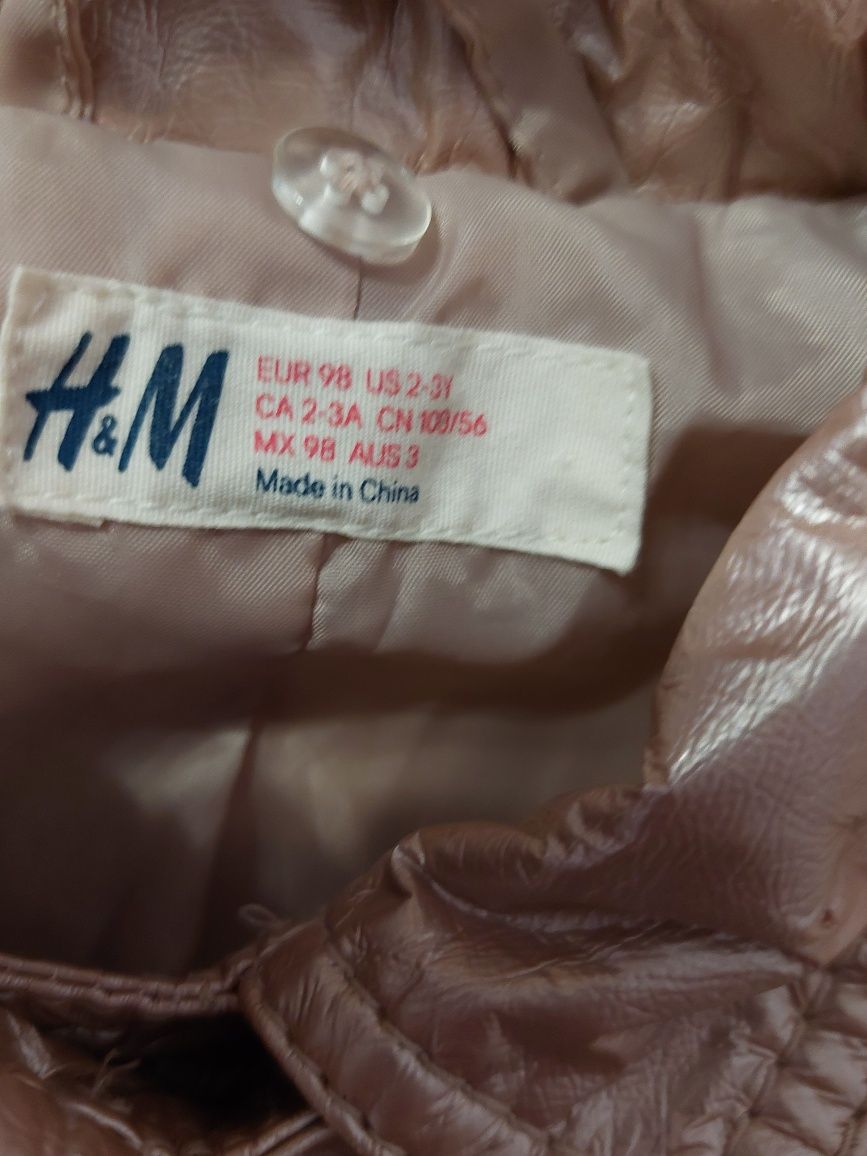 H&M
EUR 98 US 2-3Y
CA 2-3A CN 100/56
MX 98 AUS 3
Made in China